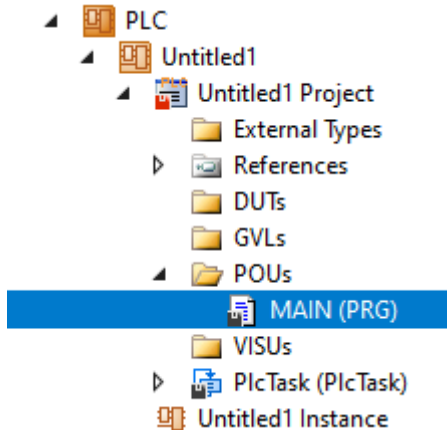 PLC
Untitled1
Untitled1 Project
External Types
References
DUTs
GVLs
POUs
MAIN (PRG)
VISUs
PlcTask (PlcTask)
Untitled1 Instance